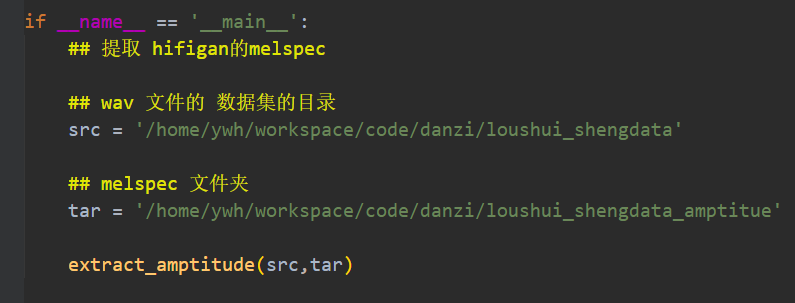 if __name__ == '__main__':
## 提取 hifigan的melspec
## wav 文件的 数据集的目录
src = '/home/ywh/workspace/code/danzi/loushui_shengdata'
## melspec 文件夹
tar = '/home/ywh/workspace/code/danzi/loushui_shengdata_amptitue'
extract_amptitude(src,tar)